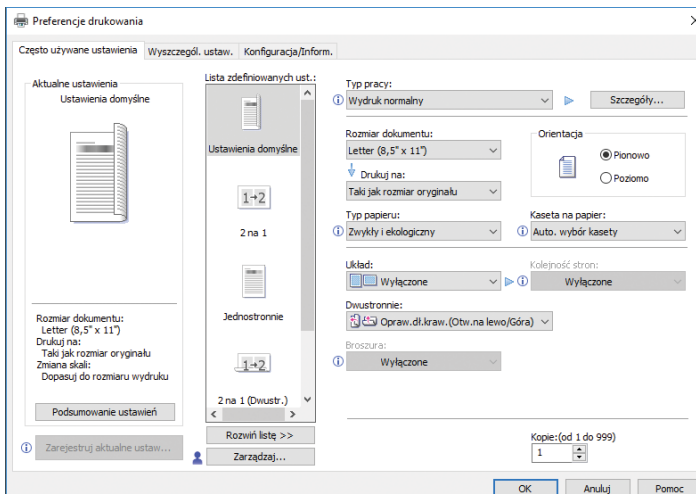 Preferencje drukowania
Często używane ustawienia
Wyszczegól. ustaw.
Konfiguracja/Inform.
Aktualne ustawienia
Ustawienia domyślne
Rozmiar dokumentu:
Letter (8,5" x 11")
Drukuj na:
Taki jak rozmiar oryginału
Zmiana skali:
Dopasuj do rozmiaru wydruku
Podsumowanie ustawień
Zarejestruj aktualne ustaw...
Lista zdefiniowanych ust.:
Ustawienia domyślne
1→2
2 na 1
Jednostronnie
1→2
2 na 1 (Dwustr.)
Rozwiń listę >>
Zarządzaj...
Typ pracy:
Wydruk normalny
Szczegóły...
Rozmiar dokumentu:
Letter (8,5" x 11")
Drukuj na:
Taki jak rozmiar oryginału
Orientacja
Pionowo
Poziomo
Typ papieru:
Zwykły i ekologiczny
Kaseta na papier:
Auto. wybór kasety
Układ:
Wyłączone
Kolejność stron:
Wyłączone
Dwustronnie:
Opraw.dł.kraw.(Otw.na lewo/Góra)
Broszura:
Wyłączone
Kopie:(od 1 do 999)
1
OK
Anuluj
Pomoc